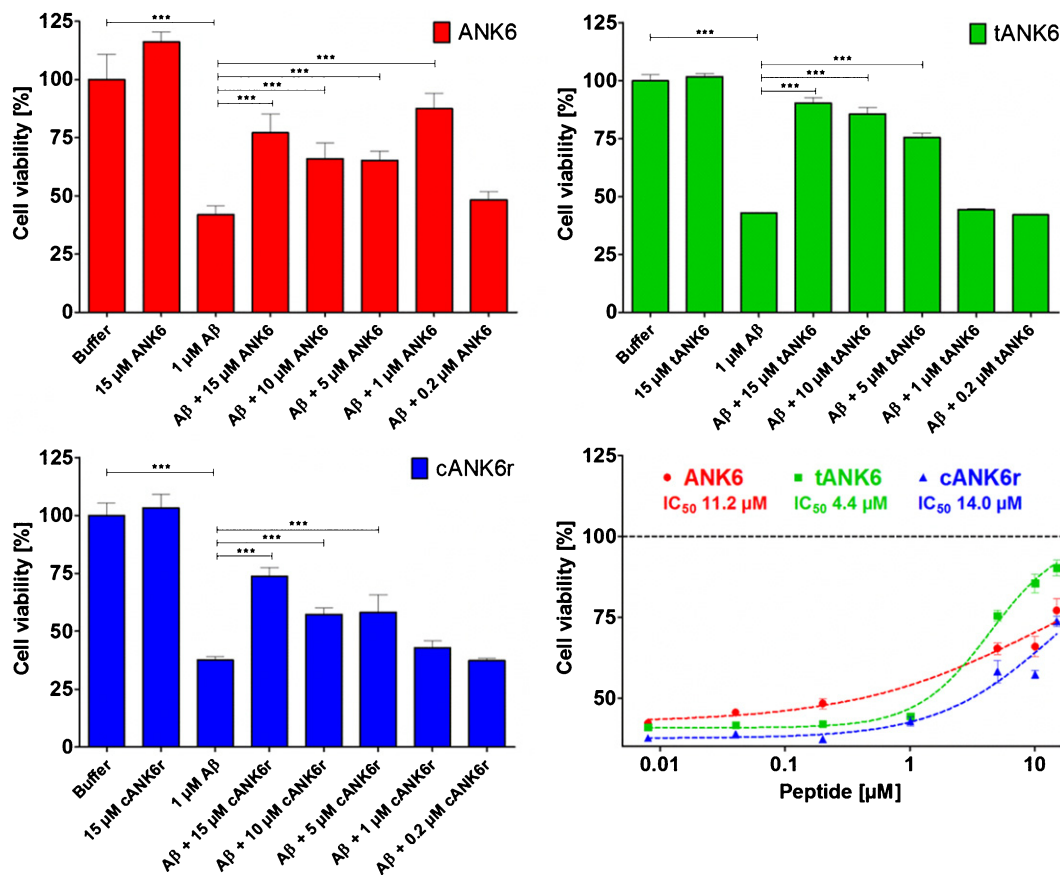 ANK6
Cell viability [%]
125
100
75
50
25
0
***
***
***
***
***
Buffer
15 µM ANK6
1 µM Aβ
Aβ + 15 µM ANK6
Aβ + 10 µM ANK6
Aβ + 5 µM ANK6
Aβ + 1 µM ANK6
Aβ + 0.2 µM ANK6
tANK6
Cell viability [%]
125
100
75
50
25
0
***
***
***
***
Buffer
15 µM tANK6
1 µM Aβ
Aβ + 15 µM tANK6
Aβ + 10 µM tANK6
Aβ + 5 µM tANK6
Aβ + 1 µM tANK6
Aβ + 0.2 µM tANK6
cANK6r
Cell viability [%]
125
100
75
50
25
0
***
***
***
***
Buffer
15 µM cANK6r
1 µM Aβ
Aβ + 15 µM cANK6r
Aβ + 10 µM cANK6r
Aβ + 5 µM cANK6r
Aβ + 1 µM cANK6r
Aβ + 0.2 µM cANK6r
Cell viability [%]
125
100
75
50
ANK6 tANK6 cANK6r
IC50 11.2 µM IC50 4.4 µM IC50 14.0 µM
0.01 0.1 1 10
Peptide [µM]